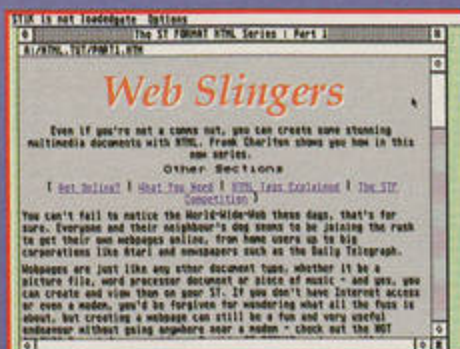 STiK is not loadedgate Options
The ST FORMAT HTML Series : Part 1
A:/HTML.TUT/PART1.HTM
Web Slingers
Even if you're not a comms nut, you can create some stunning
multimedia documents with HTML. Frank Charlton shows you how in this
new series.
Other Sections
[ Get Online? | What You Need | HTML Tags Explained | The STF
Competition ]
You can't fail to notice the World-Wide-Web these days, that's for
sure. Everyone and their neighbour's dog seems to be joining the rush
to get their own webpages online, from home users up to big
corporations like Atari and newspapers such as the Daily Telegraph.
Webpages are just like any other document type, whether it be a
picture file, word processor document or piece of music - and yes, you
can create and view them on your ST. If you don't have Internet access
or a modem, you'd be forgiven for wondering what all the fuss is
about, but creating a webpage can still be a fun and very useful
endeavour without going anywhere near a modem - check out the HOT